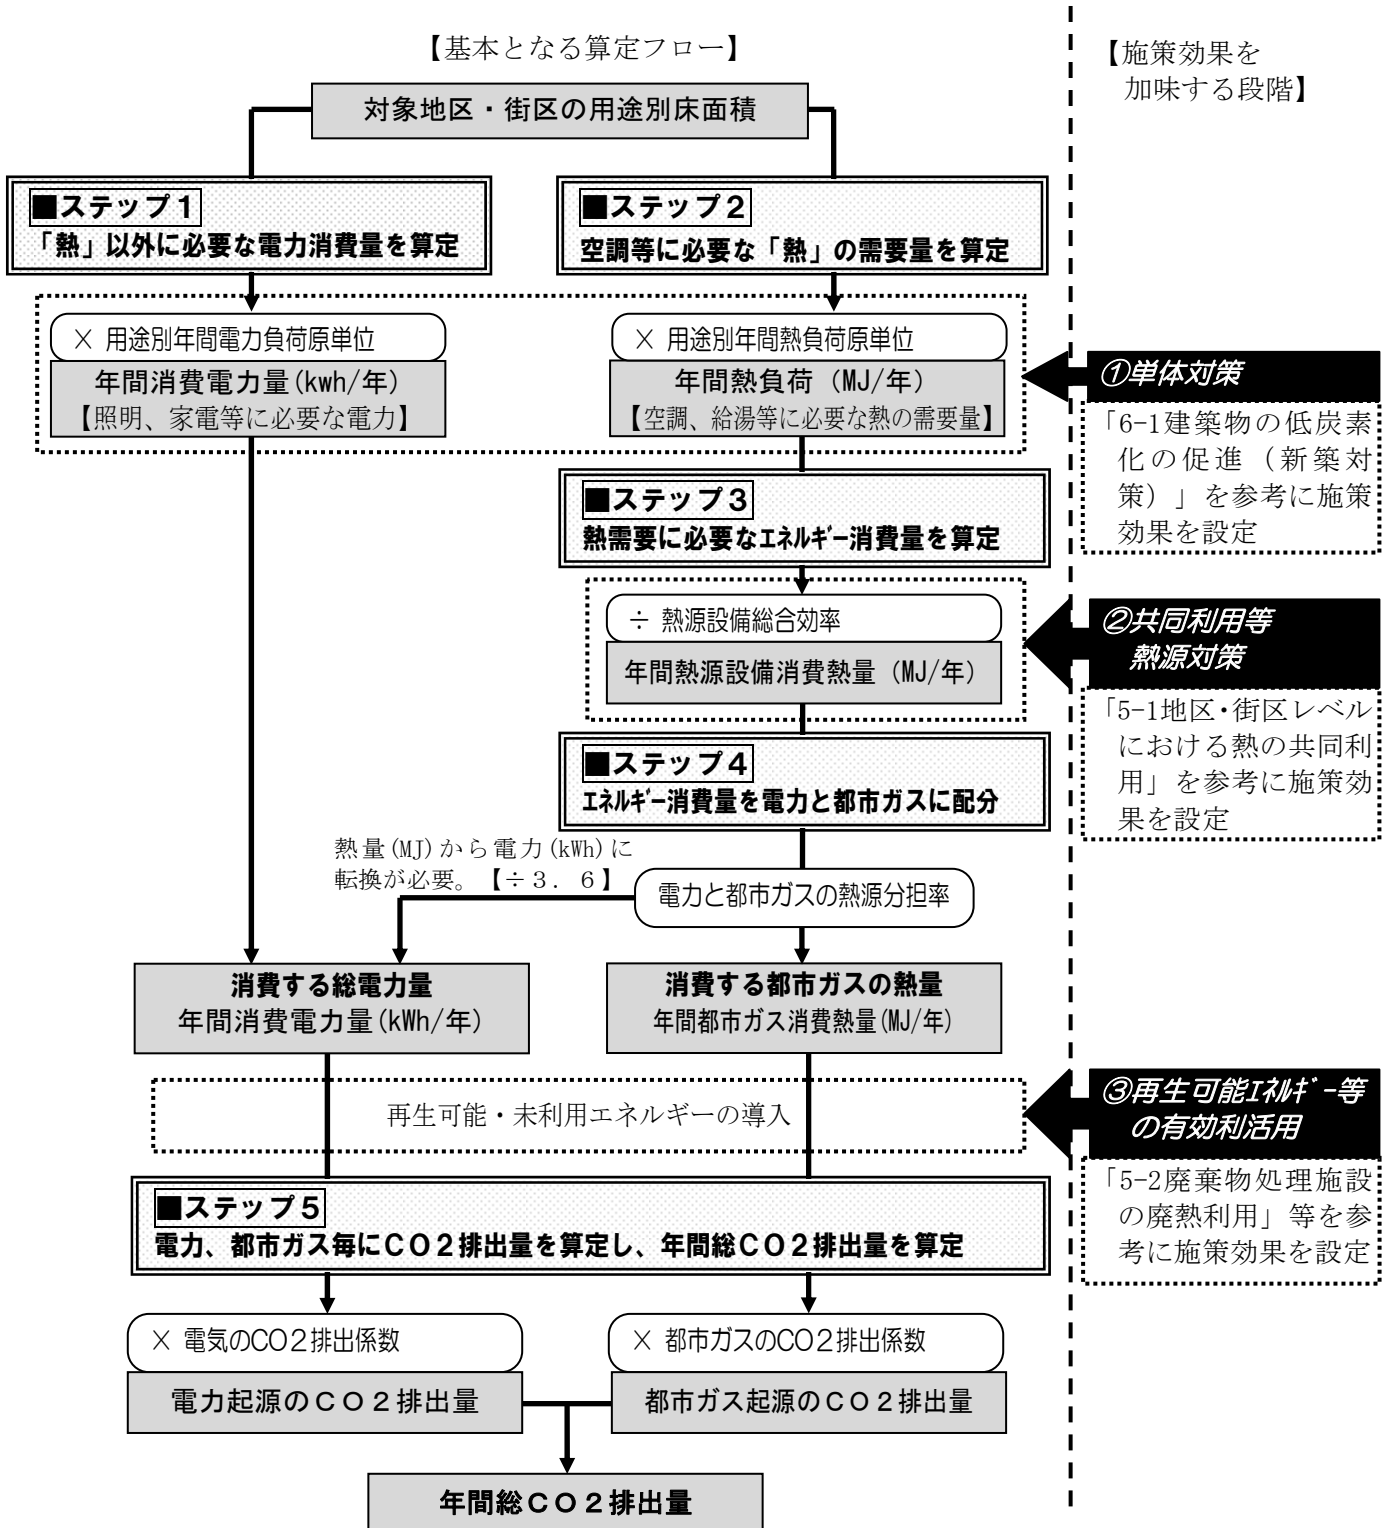 【基本となる算定フロー】
【施策効果を
加味する段階】
対象地区・街区の用途別床面積
■ステップ1
「熱」以外に必要な電力消費量を算定
■ステップ2
空調等に必要な「熱」の需要量を算定
× 用途別年間電力負荷原単位
年間消費電力量(kwh/年)
【照明、家電等に必要な電力】
× 用途別年間熱負荷原単位
年間熱負荷 (MJ/年)
【空調、給湯等に必要な熱の需要量】
①単体対策
「6-1建築物の低炭素
化の促進（新築対
策）」を参考に施策
効果を設定
■ステップ3
熱需要に必要なｴﾈﾙｷﾞｰ消費量を算定
÷ 熱源設備総合効率
年間熱源設備消費熱量 (MJ/年)
②共同利用等
熱源対策
「5-1地区・街区レベル
における熱の共同利
用」を参考に施策効
果を設定
■ステップ4
ｴﾈﾙｷﾞｰ消費量を電力と都市ガスに配分
熱量(MJ)から電力(kWh)に
転換が必要。【÷３．６】
電力と都市ガスの熱源分担率
消費する総電力量
年間消費電力量(kWh/年)
消費する都市ガスの熱量
年間都市ガス消費熱量(MJ/年)
再生可能・未利用エネルギーの導入
③再生可能ｴﾈﾙｷﾞｰ等
の有効利活用
「5-2廃棄物処理施設
の廃熱利用」等を参
考に施策効果を設定
■ステップ5
電力、都市ガス毎にＣＯ２排出量を算定し、年間総ＣＯ２排出量を算定
× 電気のCO2排出係数
電力起源のＣＯ２排出量
× 都市ガスのCO2排出係数
都市ガス起源のＣＯ２排出量
年間総ＣＯ２排出量